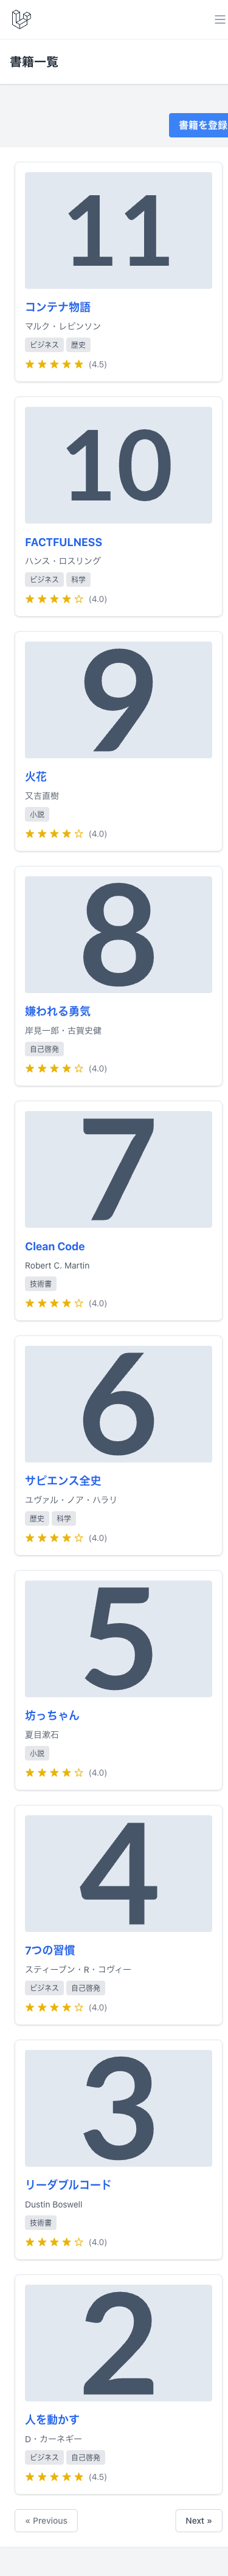 書籍一覧
書籍を登録
11
コンテナ物語
マルク・レビンソン
ビジネス 歴史
★★★★★ (4.5)
10
FACTFULNESS
ハンス・ロスリング
ビジネス 科学
★★★★☆ (4.0)
9
火花
又吉直樹
小説
★★★★☆ (4.0)
8
嫌われる勇気
岸見一郎・古賀史健
自己啓発
★★★★☆ (4.0)
7
Clean Code
Robert C. Martin
技術書
★★★★☆ (4.0)
6
サピエンス全史
ユヴァル・ノア・ハラリ
歴史 科学
★★★★☆ (4.0)
5
坊っちゃん
夏目漱石
小説
★★★★☆ (4.0)
4
7つの習慣
スティーブン・R・コヴィー
ビジネス 自己啓発
★★★★☆ (4.0)
3
リーダブルコード
Dustin Boswell
技術書
★★★★☆ (4.0)
2
人を動かす
D・カーネギー
ビジネス 自己啓発
★★★★★ (4.5)
« Previous Next »